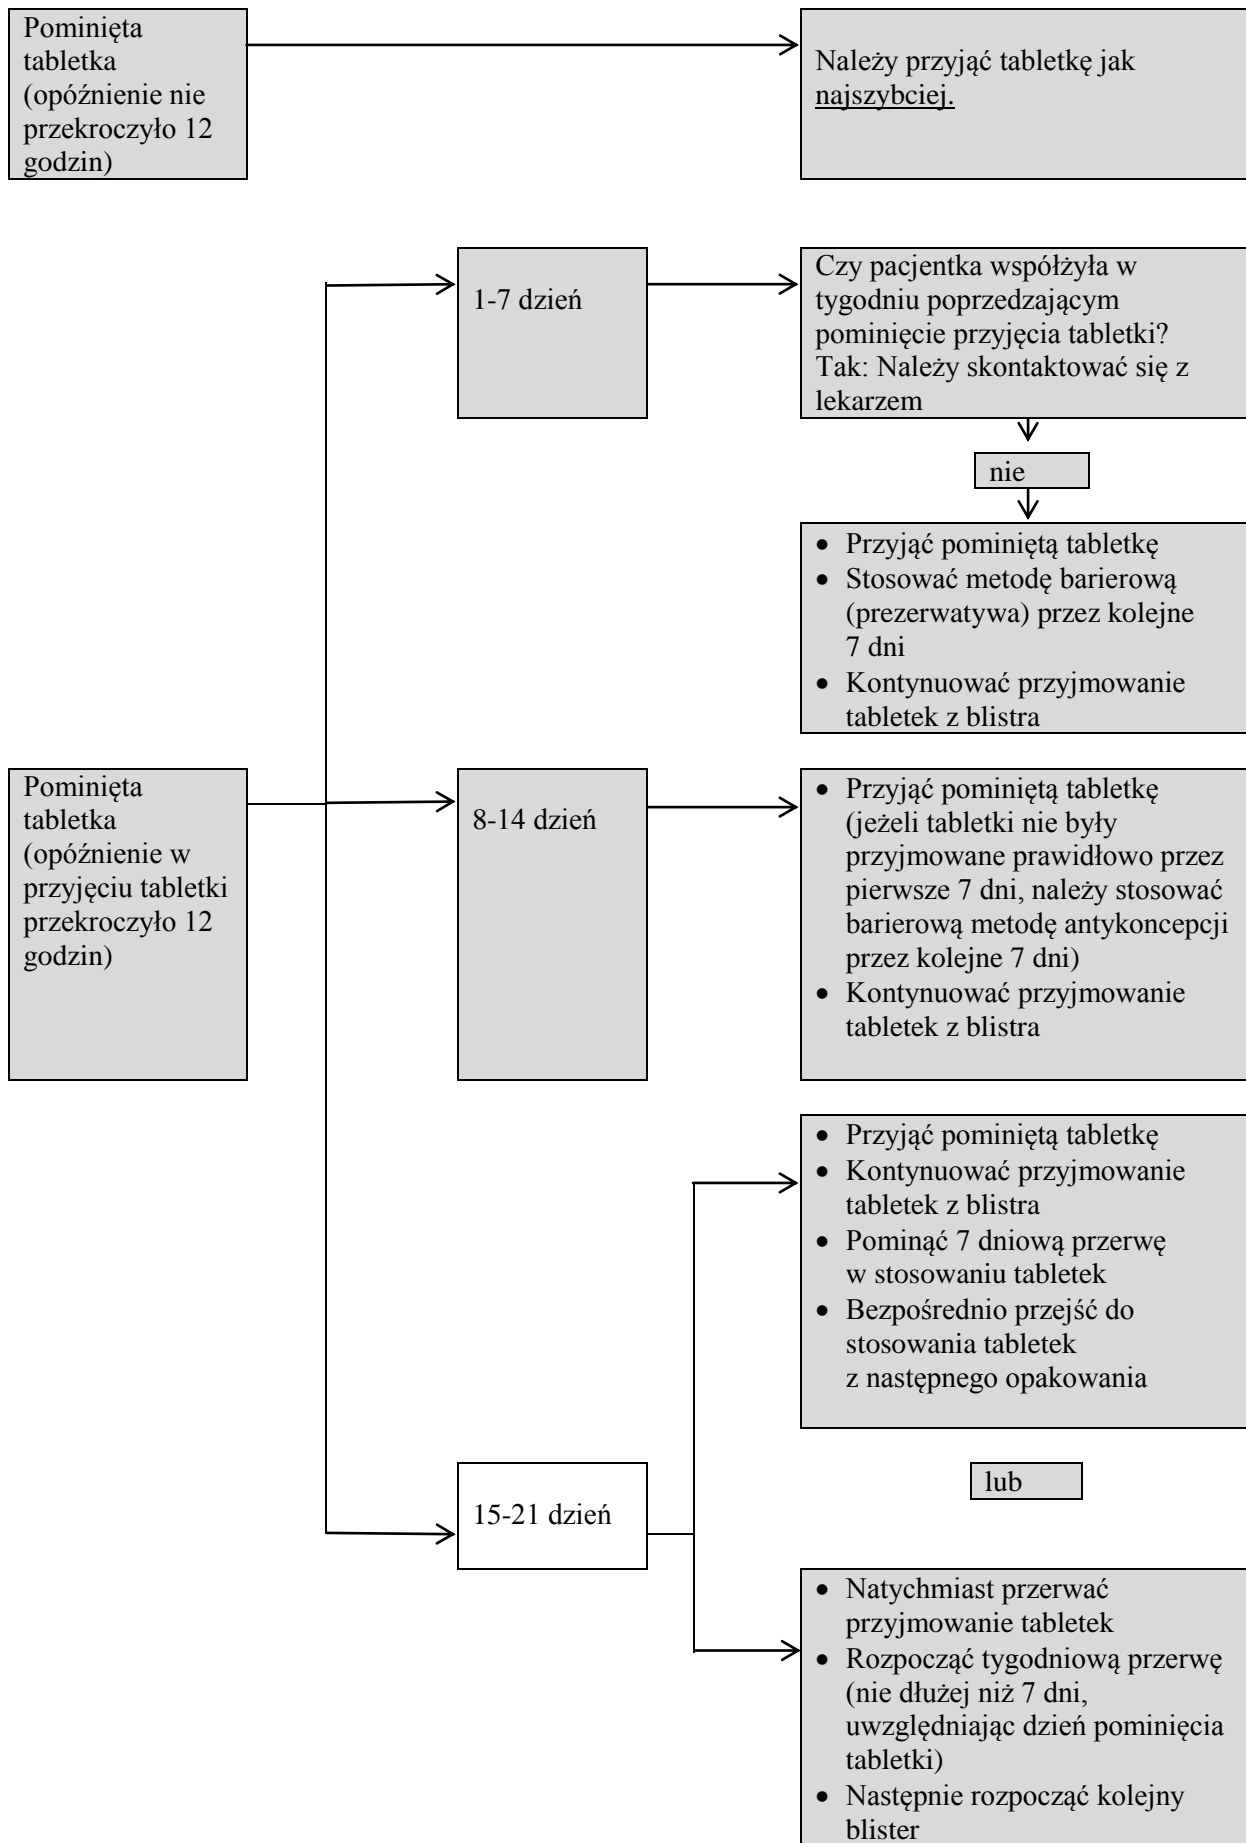 Pominięta
tabletka
(opóźnienie nie
przekroczyło 12
godzin)
Należy przyjąć tabletkę jak
najszybciej.
1-7 dzień
Czy pacjentka współżyła w
tygodniu poprzedzającym
pominięcie przyjęcia tabletki?
Tak: Należy skontaktować się z
lekarzem
nie
• Przyjąć pominiętą tabletkę
• Stosować metodę barierową
(prezerwatywa) przez kolejne
7 dni
• Kontynuować przyjmowanie
tabletek z blistra
Pominięta
tabletka
(opóźnienie w
przyjęciu tabletki
przekroczyło 12
godzin)
8-14 dzień
• Przyjąć pominiętą tabletkę
(jeżeli tabletki nie były
przyjmowane prawidłowo przez
pierwsze 7 dni, należy stosować
barierową metodę antykoncepcji
przez kolejne 7 dni)
• Kontynuować przyjmowanie
tabletek z blistra
15-21 dzień
• Przyjąć pominiętą tabletkę
• Kontynuować przyjmowanie
tabletek z blistra
• Pominąć 7 dniową przerwę
w stosowaniu tabletek
• Bezpośrednio przejść do
stosowania tabletek
z następnego opakowania
lub
• Natychmiast przerwać
przyjmowanie tabletek
• Rozpocząć tygodniową przerwę
(nie dłużej niż 7 dni,
uwzględniając dzień pominięcia
tabletki)
• Następnie rozpocząć kolejny
blister